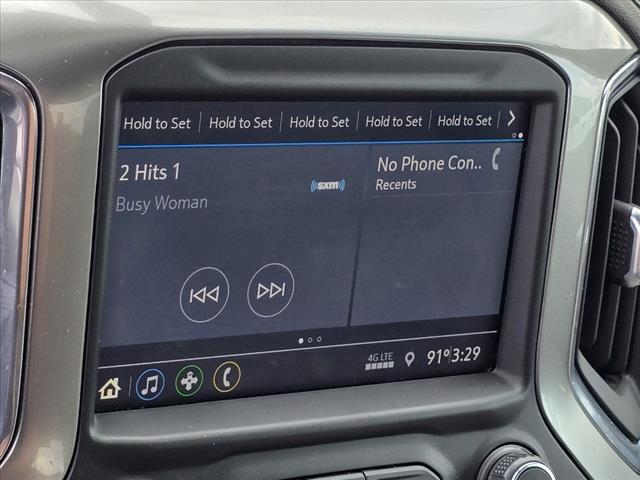 Hold to Set Hold to Set Hold to Set Hold to Set Hold to Set
2 Hits 1
Busy Woman
sxm
No Phone Con..
Recents
4G LTE
91° 3:29